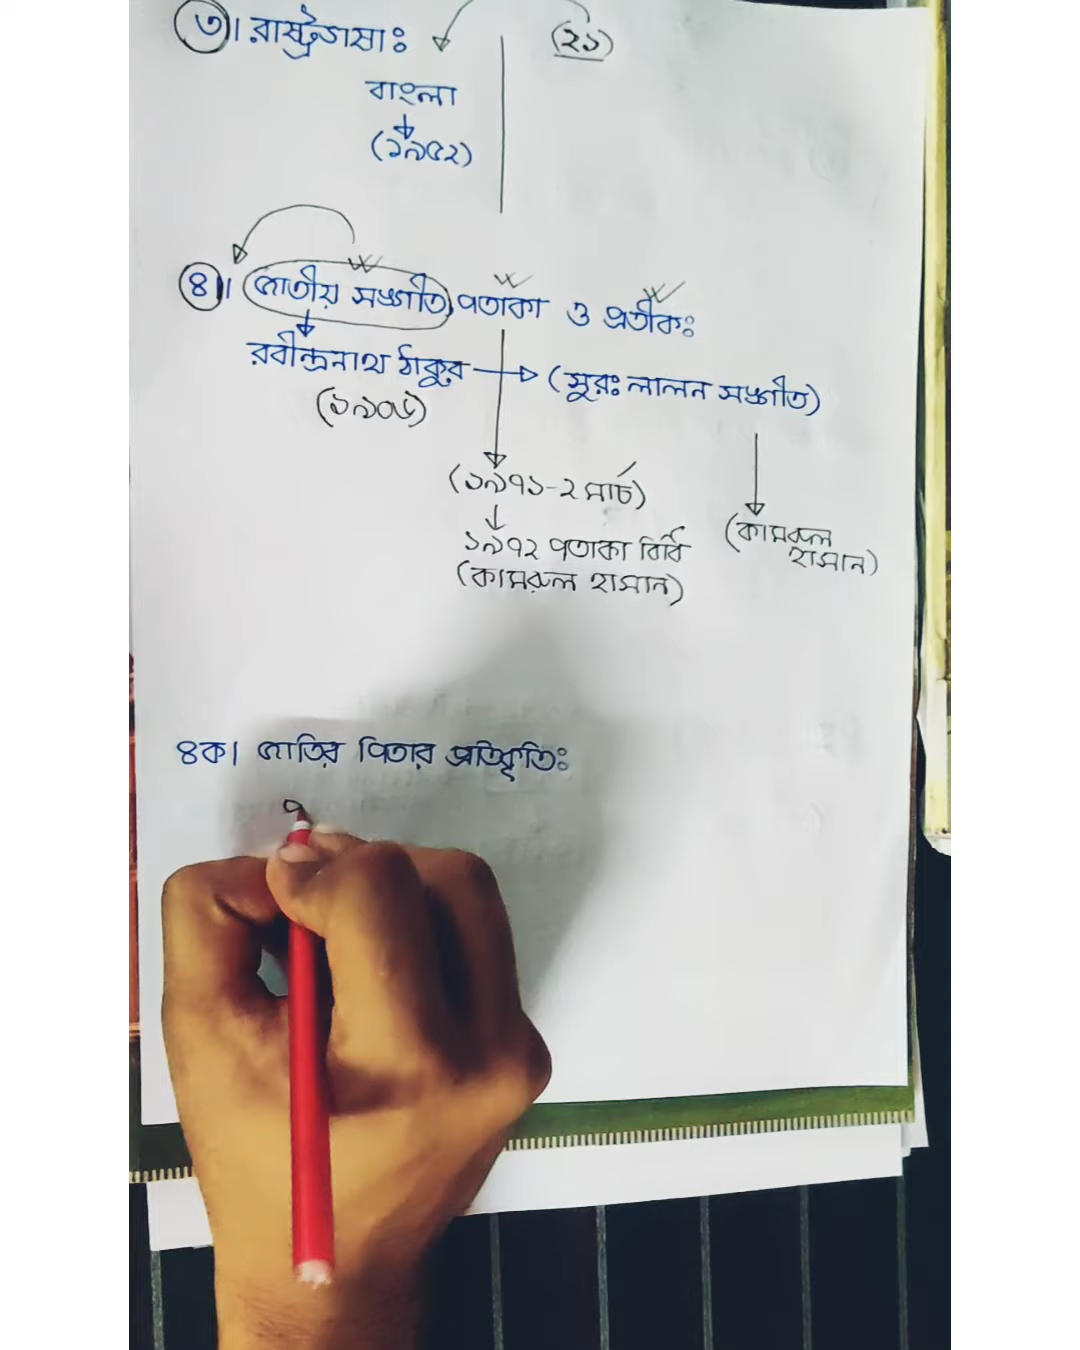 ৩। রাষ্ট্রভাষাঃ
(২১)
বাংলা
(১৯৫২)
৪। জাতীয় সঙ্গীত, পতাকা ও প্রতীকঃ
রবীন্দ্রনাথ ঠাকুর (সুরঃ লালন সঙ্গীত)
(১৯০৬)
(১৯৭১-২ মার্চ)
১৯৭২ পতাকা বিধি
(কামরুল হাসান)
(কামরুল
হাসান)
৪ক। জাতির পিতার প্রতিকৃতিঃ